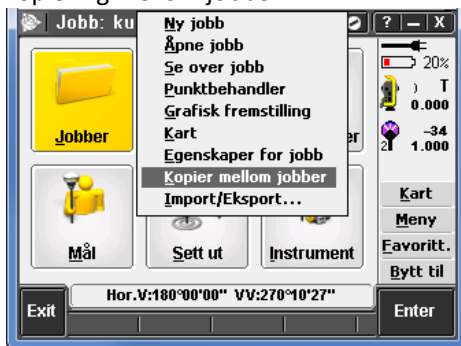 Jobb: ku
? – X
Ny jobb
Åpne jobb
Se over jobb
Punktbehandler
Grafisk fremstilling
Kart
Egenskaper for jobb
Kopier mellom jobber
Import/Eksport...
20%
T
0.000
-34
2 1.000
Jobber
er
Mål
Sett ut
Instrument
Kart
Meny
Favoritt.
Bytt til
Hor.V:180°00'00" VV:270°10'27"
Exit
Enter